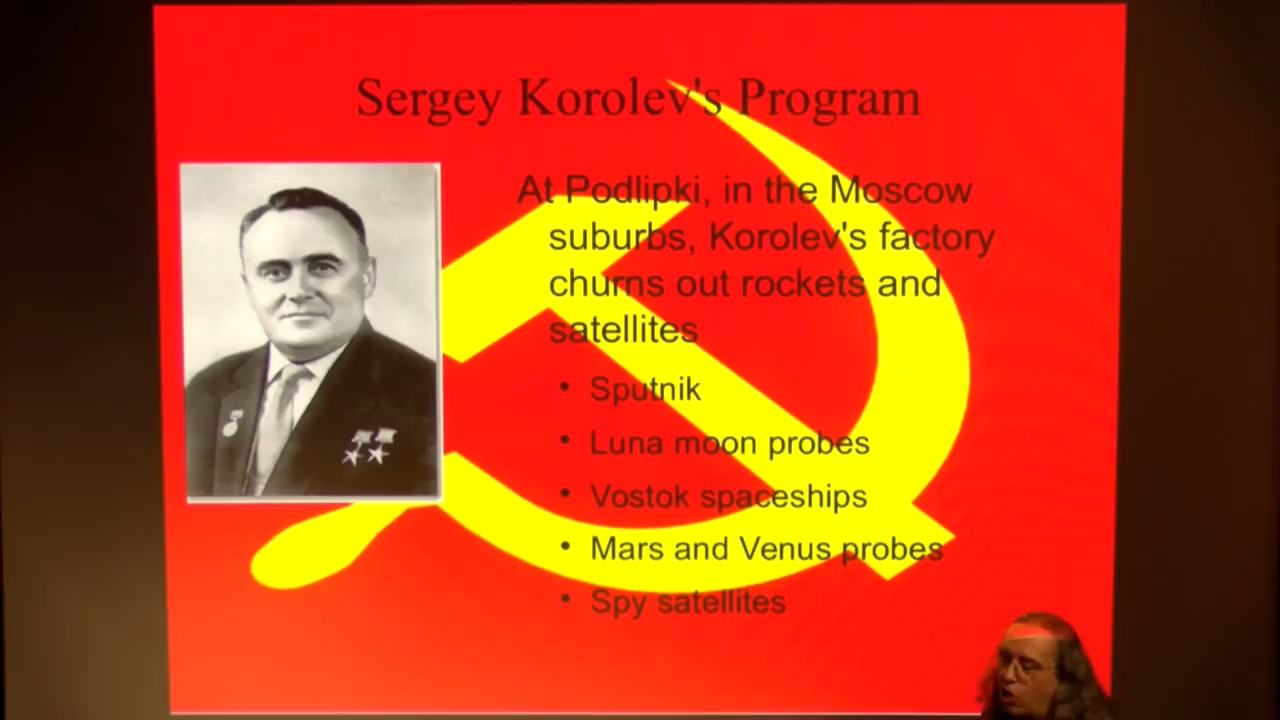 Sergey Korolev's Program
At Podlipki, in the Moscow
suburbs, Korolev's factory
churns out rockets and
satellites
• Sputnik
• Luna moon probes
• Vostok spaceships
• Mars and Venus probes
• Spy satellites